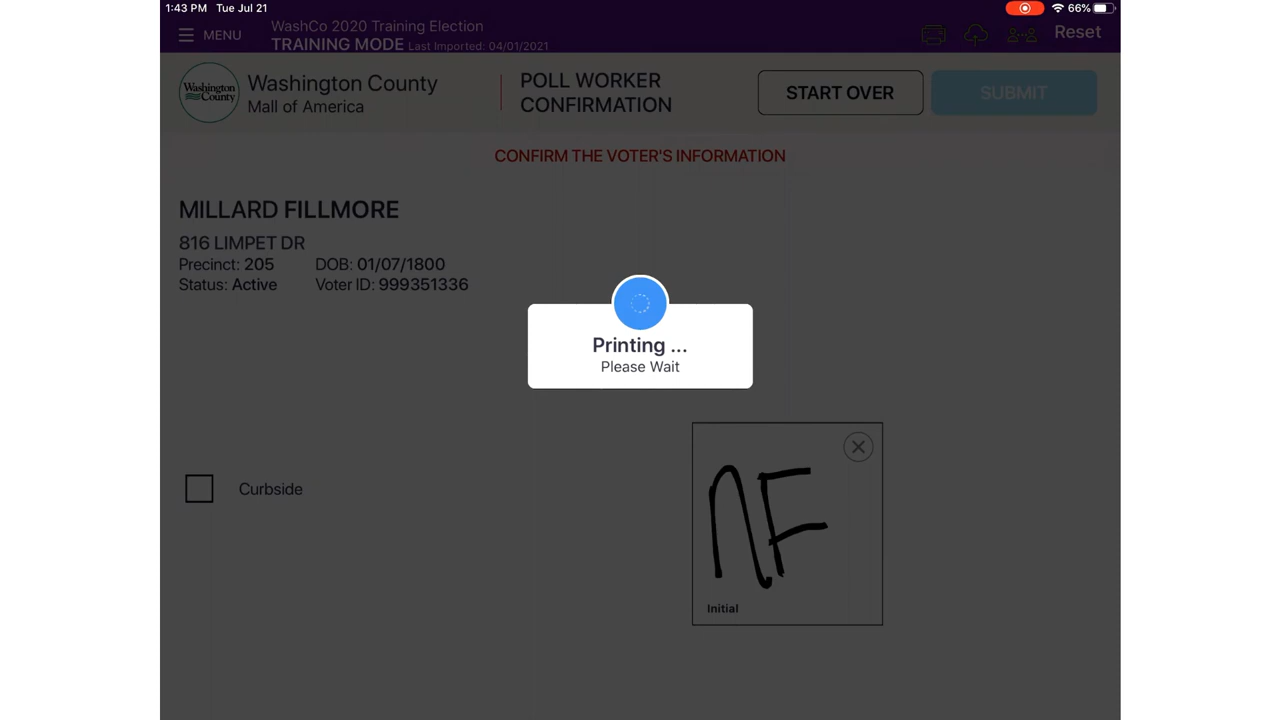 1:43 PM Tue Jul 21
66%
MENU
WashCo 2020 Training Election
TRAINING MODE Last Imported: 04/01/2021
Reset
Washington
County
Washington County
Mall of America
POLL WORKER
CONFIRMATION
START OVER
SUBMIT
CONFIRM THE VOTER'S INFORMATION
MILLARD FILLMORE
816 LIMPET DR
Precinct: 205 DOB: 01/07/1800
Status: Active Voter ID: 999351336
Printing ...
Please Wait
Curbside
NF
Initial